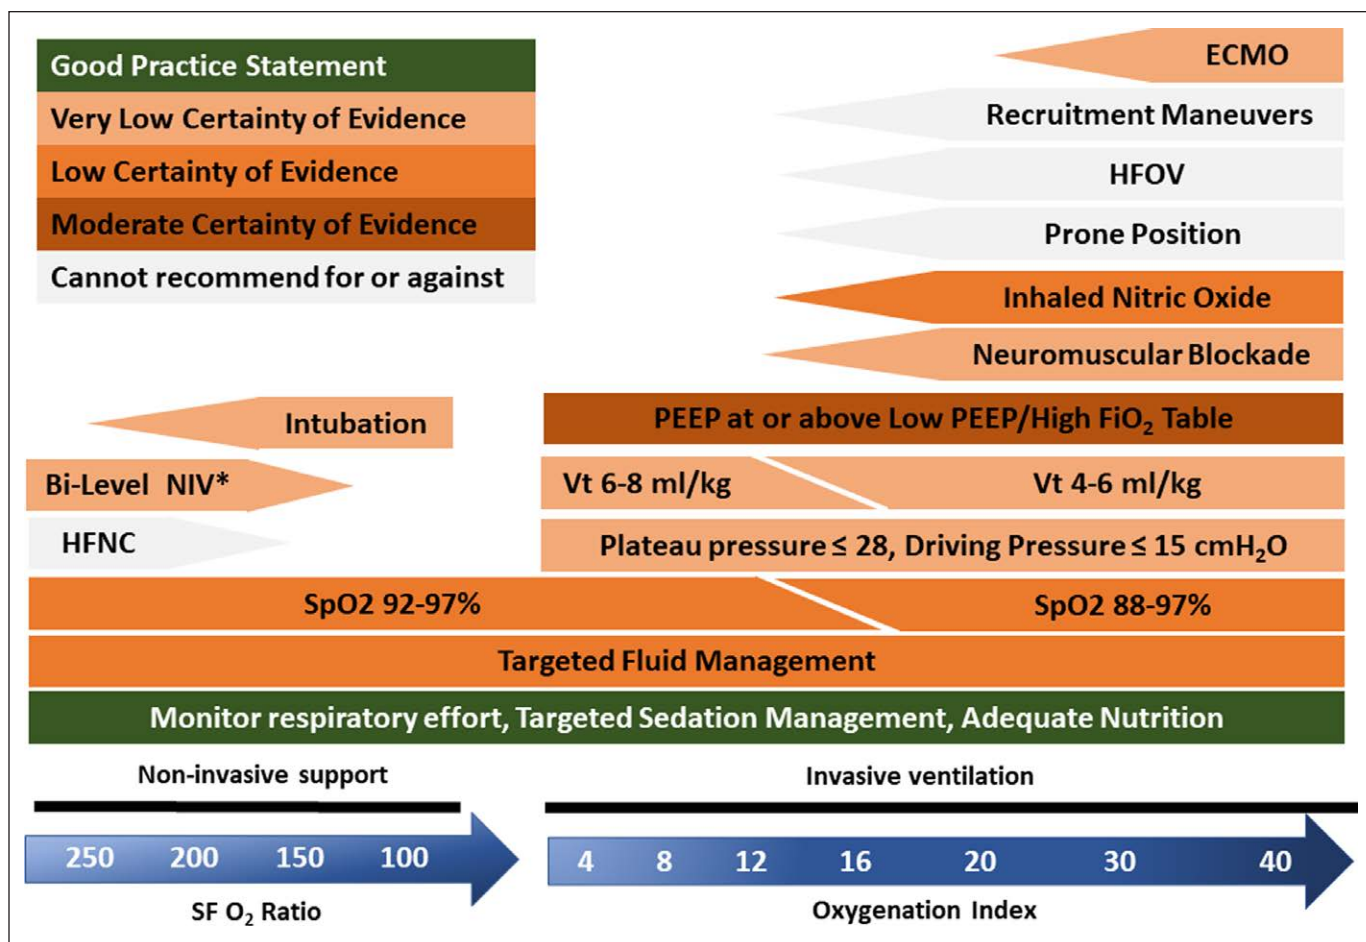 Good Practice Statement
Very Low Certainty of Evidence
Low Certainty of Evidence
Moderate Certainty of Evidence
Cannot recommend for or against
ECMO
Recruitment Maneuvers
HFOV
Prone Position
Inhaled Nitric Oxide
Neuromuscular Blockade
Intubation
PEEP at or above Low PEEP/High FiO₂ Table
Bi-Level NIV*
Vt 6-8 ml/kg
Vt 4-6 ml/kg
HFNC
Plateau pressure ≤ 28, Driving Pressure ≤ 15 cmH₂O
SpO2 92-97%
SpO2 88-97%
Targeted Fluid Management
Monitor respiratory effort, Targeted Sedation Management, Adequate Nutrition
Non-invasive support
Invasive ventilation
250 200 150 100
4 8 12 16 20 30 40
SF O₂ Ratio
Oxygenation Index